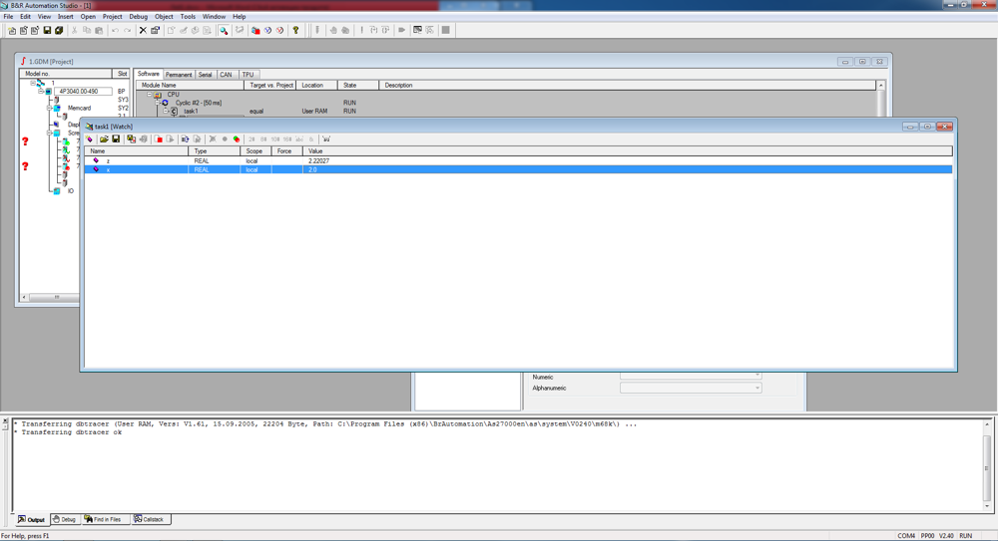 B&R Automation Studio - [1]
File Edit View Insert Open Project Debug Object Tools Window Help
1.GDM [Project]
Model no. Slot
Software Permanent Serial CAN TPU
Module Name Target vs. Project Location State Description
1
4P3040.00-490 BP
SY3
Memcard SY2
CPU
Cyclic #2 - [50 ms] RUN
task1 equal User RAM RUN
Displ
Scre
IO
task1 [Watch]
Name Type Scope Force Value
z REAL local 2.22027
x REAL local 2.0
Numeric
Alphanumeric
* Transferring dbtracer (User RAM, Vers: V1.61, 15.09.2005, 22204 Byte, Path: C:\Program Files (x86)\BrAutomation\As27000en\as\system\V0240\m68k\) ...
* Transferring dbtracer ok
Output Debug Find in Files Callstack
For Help, press F1 COM4 PP00 V2.40 RUN